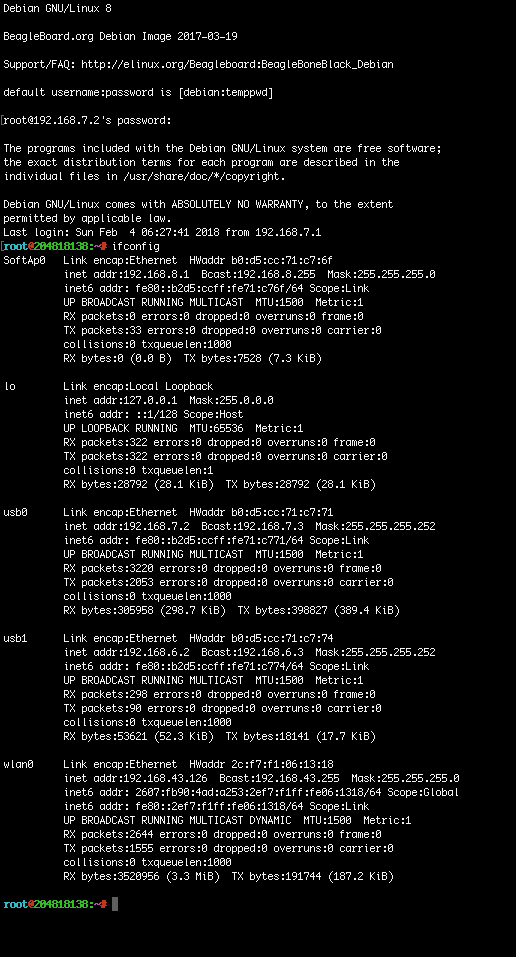 Debian GNU/Linux 8
BeagleBoard.org Debian Image 2017-03-19
Support/FAQ: http://elinux.org/Beagleboard:BeagleBoneBlack_Debian
default username:password is [debian:temppwd]
[root@192.168.7.2's password:
The programs included with the Debian GNU/Linux system are free software;
the exact distribution terms for each program are described in the
individual files in /usr/share/doc/*/copyright.
Debian GNU/Linux comes with ABSOLUTELY NO WARRANTY, to the extent
permitted by applicable law.
Last login: Sun Feb  4 06:27:41 2018 from 192.168.7.1
[root@204818138:~# ifconfig
SoftAp0   Link encap:Ethernet  HWaddr b0:d5:cc:71:c7:6f
          inet addr:192.168.8.1  Bcast:192.168.8.255  Mask:255.255.255.0
          inet6 addr: fe80::b2d5:ccff:fe71:c76f/64 Scope:Link
          UP BROADCAST RUNNING MULTICAST  MTU:1500  Metric:1
          RX packets:0 errors:0 dropped:0 overruns:0 frame:0
          TX packets:33 errors:0 dropped:0 overruns:0 carrier:0
          collisions:0 txqueuelen:1000
          RX bytes:0 (0.0 B)  TX bytes:7528 (7.3 KiB)
lo        Link encap:Local Loopback
          inet addr:127.0.0.1  Mask:255.0.0.0
          inet6 addr: ::1/128 Scope:Host
          UP LOOPBACK RUNNING  MTU:65536  Metric:1
          RX packets:322 errors:0 dropped:0 overruns:0 frame:0
          TX packets:322 errors:0 dropped:0 overruns:0 carrier:0
          collisions:0 txqueuelen:1
          RX bytes:28792 (28.1 KiB)  TX bytes:28792 (28.1 KiB)
usb0      Link encap:Ethernet  HWaddr b0:d5:cc:71:c7:71
          inet addr:192.168.7.2  Bcast:192.168.7.3  Mask:255.255.255.252
          inet6 addr: fe80::b2d5:ccff:fe71:c771/64 Scope:Link
          UP BROADCAST RUNNING MULTICAST  MTU:1500  Metric:1
          RX packets:3220 errors:0 dropped:0 overruns:0 frame:0
          TX packets:2053 errors:0 dropped:0 overruns:0 carrier:0
          collisions:0 txqueuelen:1000
          RX bytes:305958 (298.7 KiB)  TX bytes:398827 (389.4 KiB)
usb1      Link encap:Ethernet  HWaddr b0:d5:cc:71:c7:74
          inet addr:192.168.6.2  Bcast:192.168.6.3  Mask:255.255.255.252
          inet6 addr: fe80::b2d5:ccff:fe71:c774/64 Scope:Link
          UP BROADCAST RUNNING MULTICAST  MTU:1500  Metric:1
          RX packets:298 errors:0 dropped:0 overruns:0 frame:0
          TX packets:90 errors:0 dropped:0 overruns:0 carrier:0
          collisions:0 txqueuelen:1000
          RX bytes:53621 (52.3 KiB)  TX bytes:18141 (17.7 KiB)
wlan0     Link encap:Ethernet  HWaddr 2c:f7:f1:06:13:18
          inet addr:192.168.43.126  Bcast:192.168.43.255  Mask:255.255.255.0
          inet6 addr: 2607:fb90:4ad:a253:2ef7:f1ff:fe06:1318/64 Scope:Global
          inet6 addr: fe80::2ef7:f1ff:fe06:1318/64 Scope:Link
          UP BROADCAST RUNNING MULTICAST DYNAMIC  MTU:1500  Metric:1
          RX packets:2644 errors:0 dropped:0 overruns:0 frame:0
          TX packets:1555 errors:0 dropped:0 overruns:0 carrier:0
          collisions:0 txqueuelen:1000
          RX bytes:3520956 (3.3 MiB)  TX bytes:191744 (187.2 KiB)
root@204818138:~#